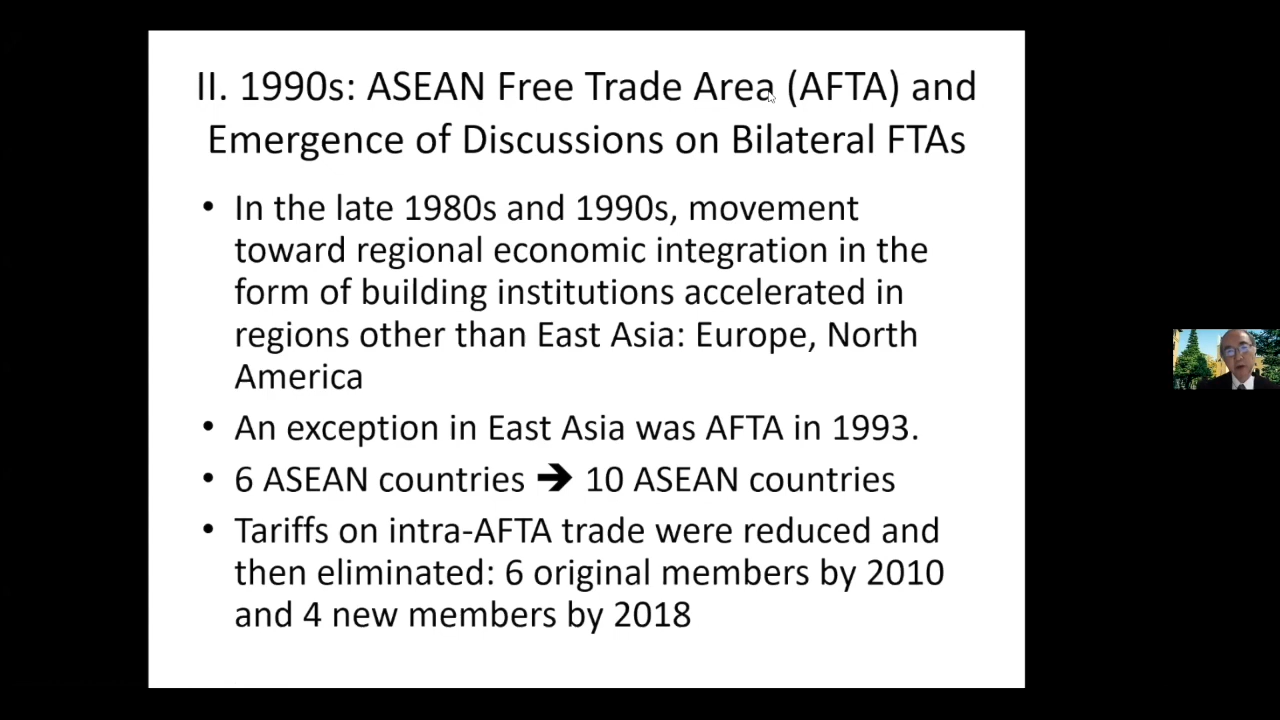 II. 1990s: ASEAN Free Trade Area (AFTA) and
Emergence of Discussions on Bilateral FTAs
• In the late 1980s and 1990s, movement
toward regional economic integration in the
form of building institutions accelerated in
regions other than East Asia: Europe, North
America
• An exception in East Asia was AFTA in 1993.
• 6 ASEAN countries ➔ 10 ASEAN countries
• Tariffs on intra-AFTA trade were reduced and
then eliminated: 6 original members by 2010
and 4 new members by 2018